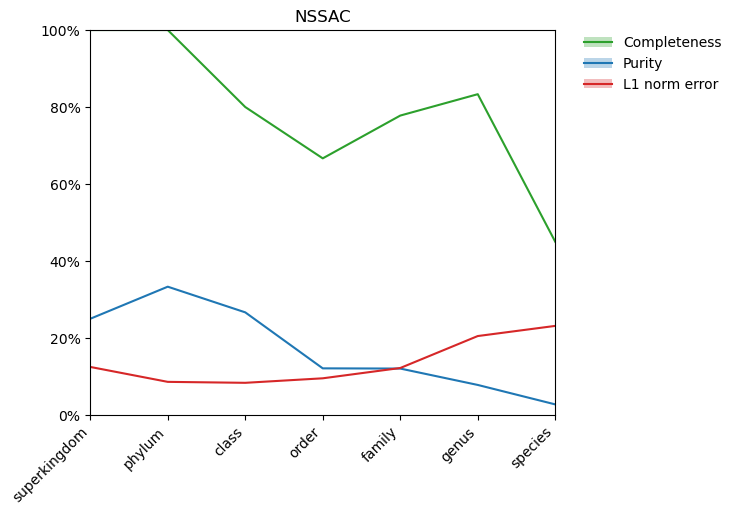 NSSAC
100%
80%
60%
40%
20%
0%
superkingdom
phylum
class
order
family
genus
species
Completeness
Purity
L1 norm error